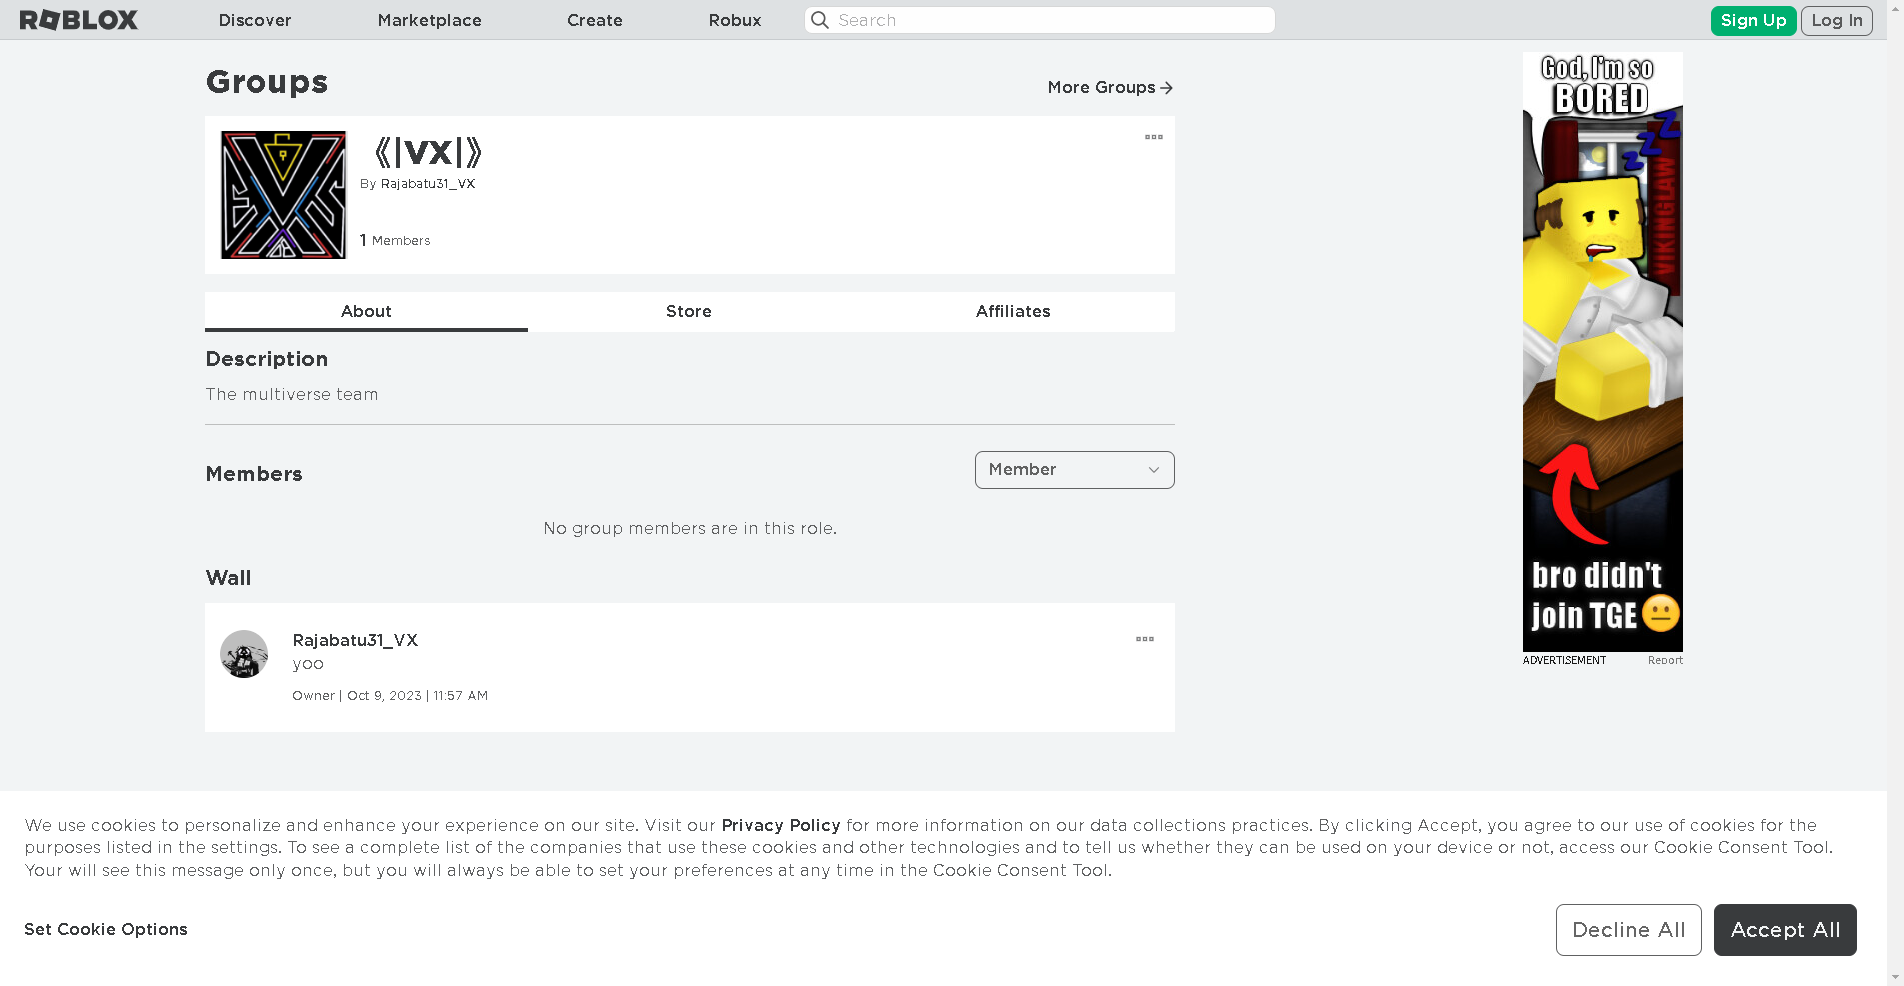 ROBLOX
Discover
Marketplace
Create
Robux
Search
Sign Up
Log In
Groups
More Groups
《|VX|》
By Rajabatu31_VX
1 Members
About
Store
Affiliates
Description
The multiverse team
Members
Member
No group members are in this role.
Wall
Rajabatu31_VX
yoo
Owner | Oct 9, 2023 | 11:57 AM
God, I'm so
BORED
zzz
VIKINGLAW
bro didn't
join TGE😐
ADVERTISEMENT
Report
We use cookies to personalize and enhance your experience on our site. Visit our Privacy Policy for more information on our data collections practices. By clicking Accept, you agree to our use of cookies for the
purposes listed in the settings. To see a complete list of the companies that use these cookies and other technologies and to tell us whether they can be used on your device or not, access our Cookie Consent Tool.
Your will see this message only once, but you will always be able to set your preferences at any time in the Cookie Consent Tool.
Set Cookie Options
Decline All
Accept All